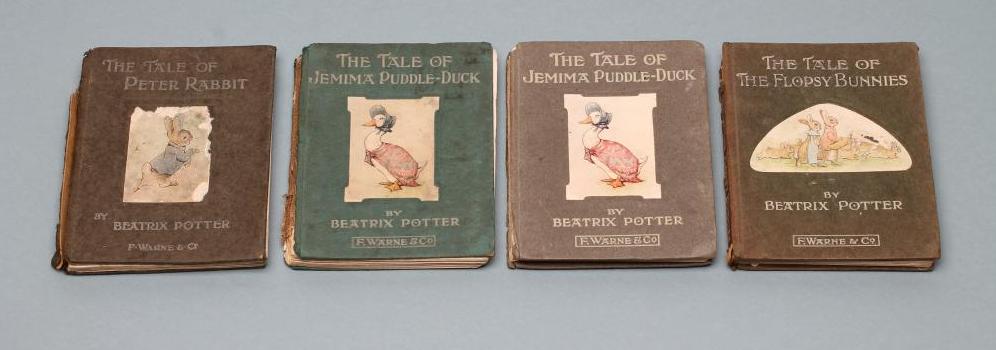 THE TALE OF
PETER RABBIT
BY
BEATRIX POTTER
F. WARNE & Co
THE TALE OF
JEMIMA PUDDLE-DUCK
BY
BEATRIX POTTER
F. WARNE & Co
THE TALE OF
JEMIMA PUDDLE-DUCK
BY
BEATRIX POTTER
F. WARNE & Co
THE TALE OF
THE FLOPSY BUNNIES
BY
BEATRIX POTTER
F. WARNE & Co